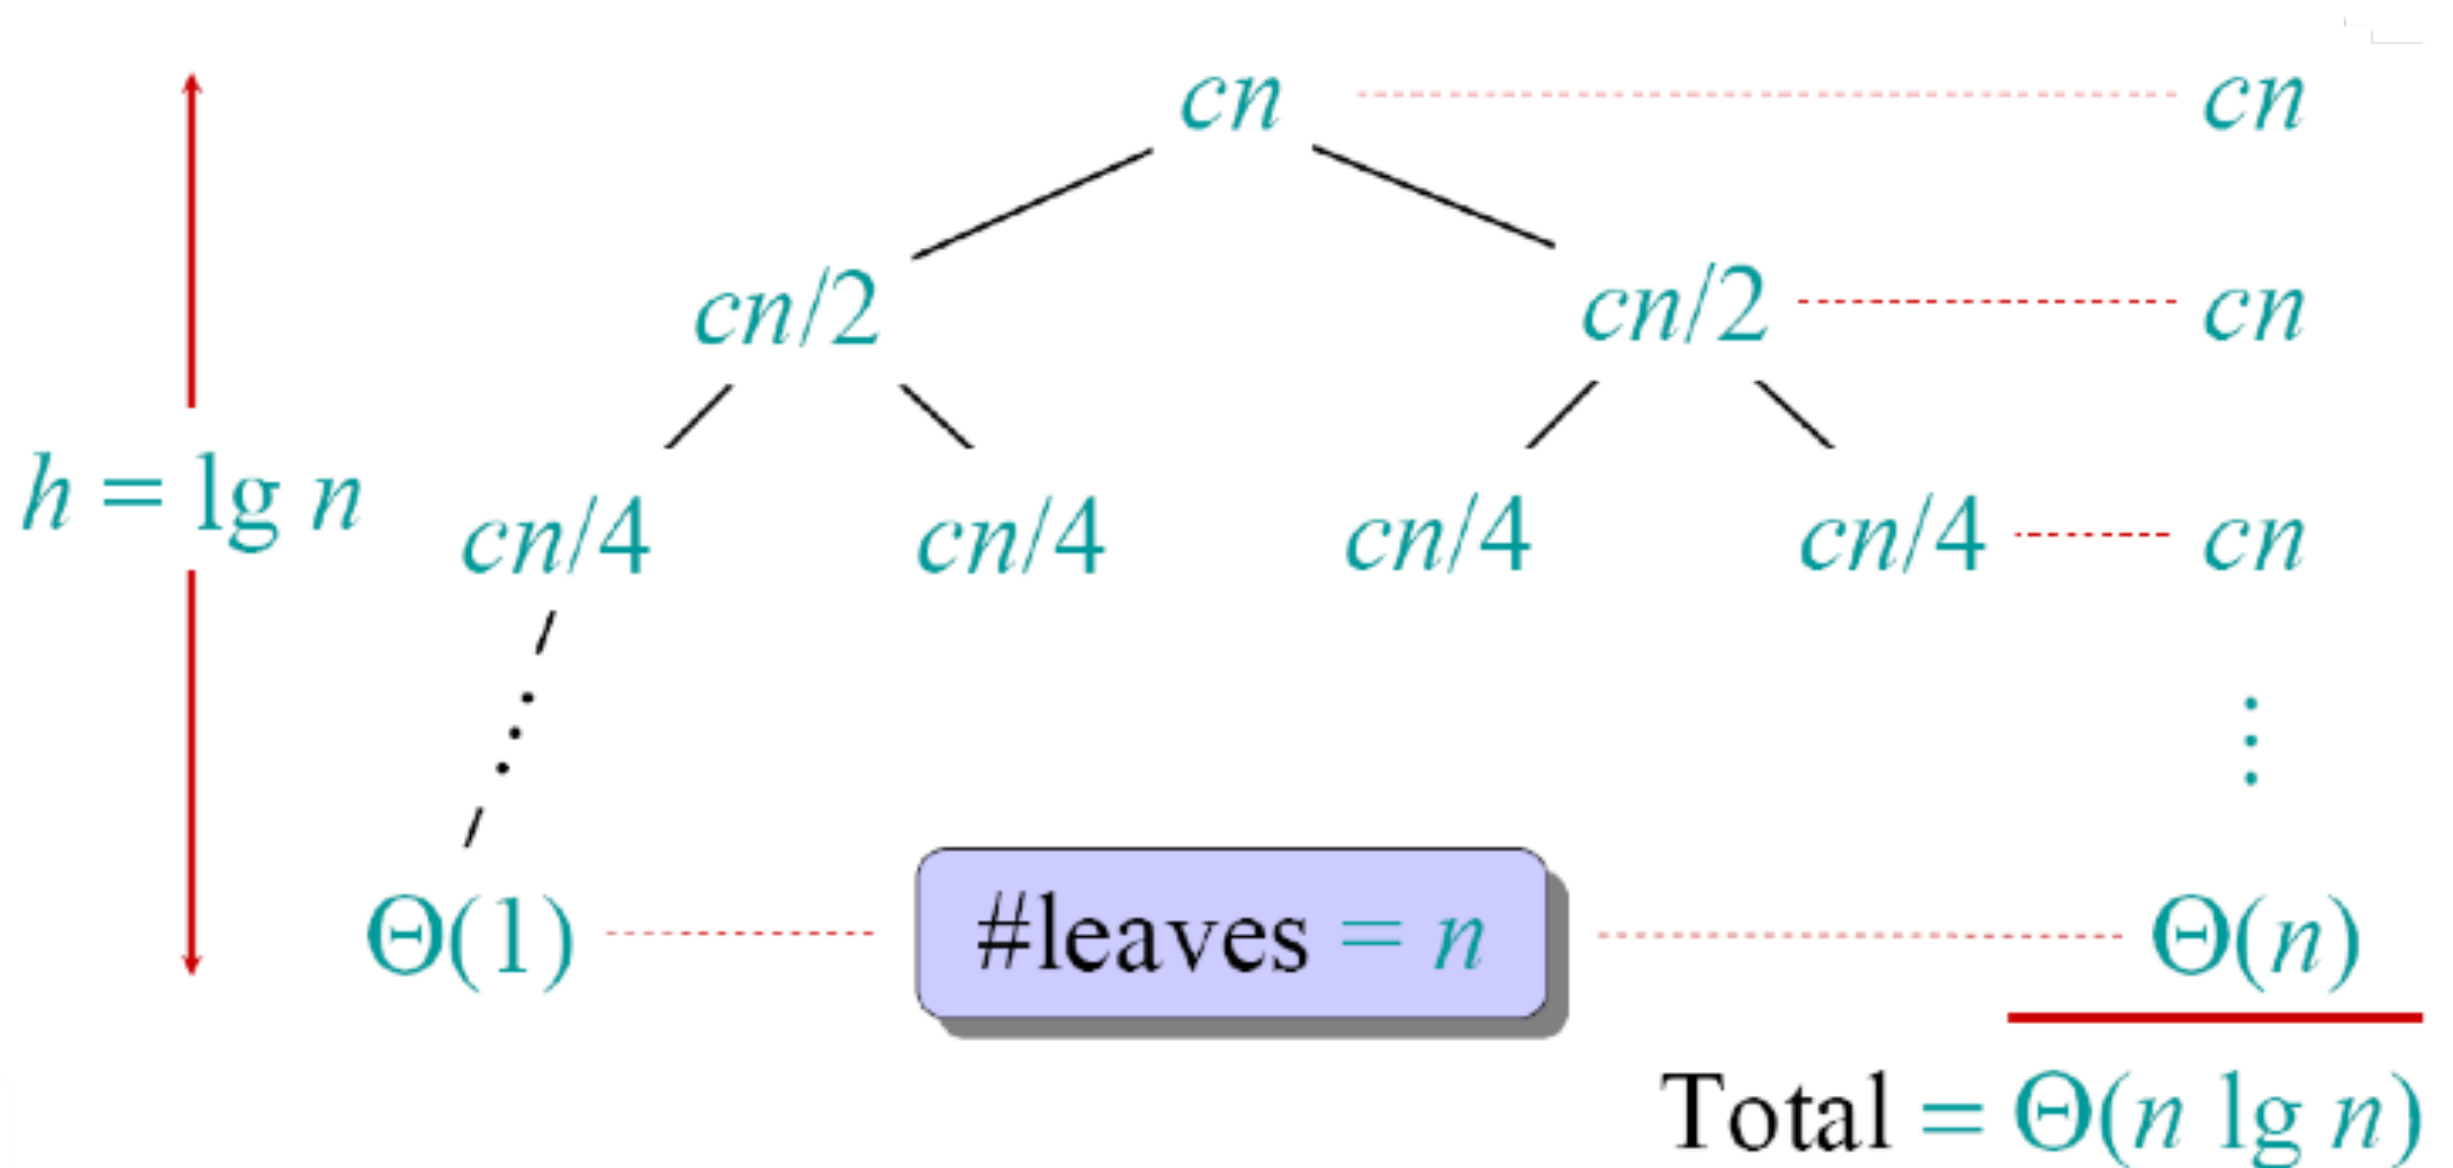 cn cn
cn/2 cn/2 cn
h = lg n cn/4 cn/4 cn/4 cn/4 cn
Θ(1) #leaves = n Θ(n)
Total = Θ(n lg n)